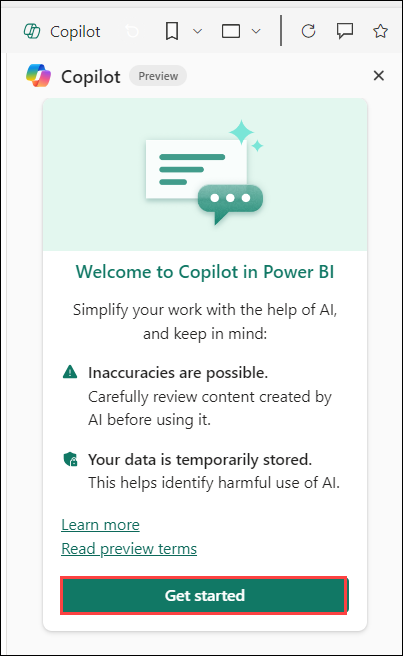 Copilot
Copilot Preview
Welcome to Copilot in Power BI
Simplify your work with the help of AI,
and keep in mind:
Inaccuracies are possible.
Carefully review content created by
AI before using it.
Your data is temporarily stored.
This helps identify harmful use of AI.
Learn more
Read preview terms
Get started